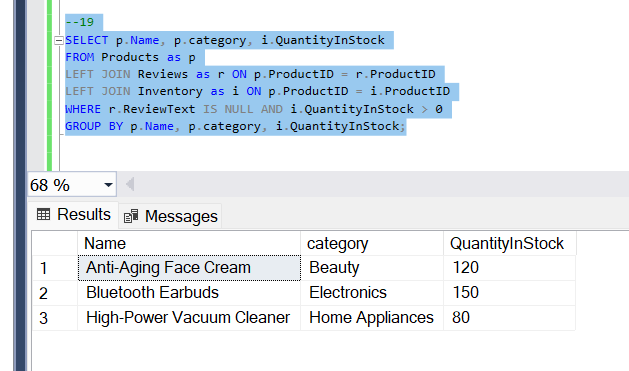 --19
SELECT p.Name, p.category, i.QuantityInStock
FROM Products as p
LEFT JOIN Reviews as r ON p.ProductID = r.ProductID
LEFT JOIN Inventory as i ON p.ProductID = i.ProductID
WHERE r.ReviewText IS NULL AND i.QuantityInStock > 0
GROUP BY p.Name, p.category, i.QuantityInStock;
68 %
Results Messages
Name category QuantityInStock
1 Anti-Aging Face Cream Beauty 120
2 Bluetooth Earbuds Electronics 150
3 High-Power Vacuum Cleaner Home Appliances 80